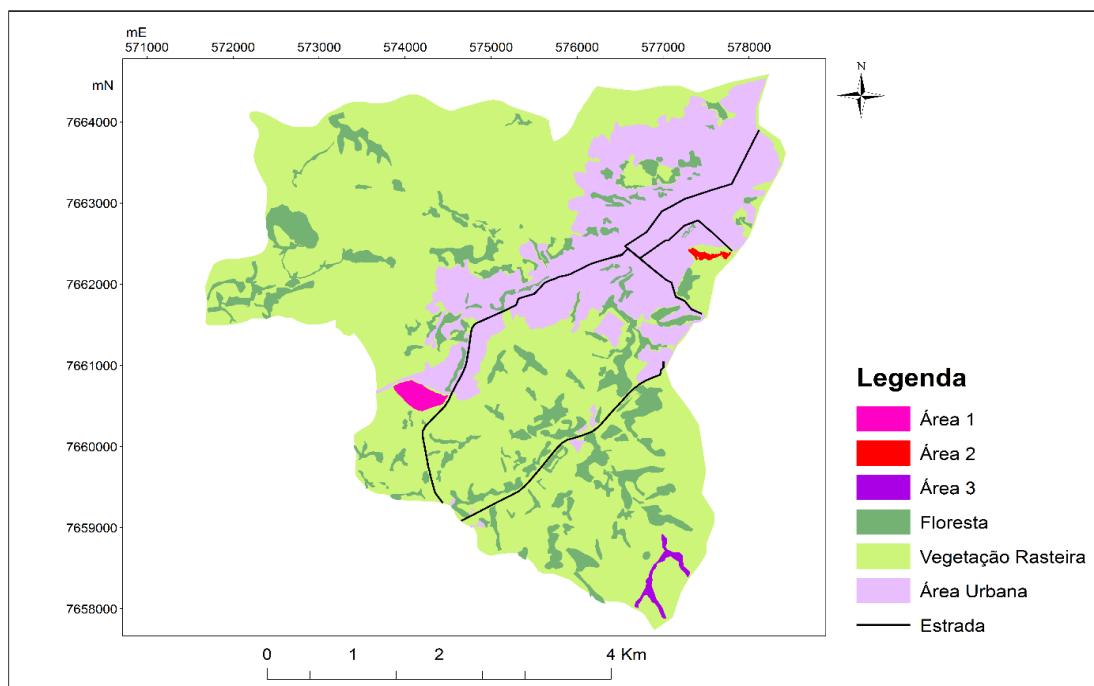 mE
571000 572000 573000 574000 575000 576000 577000 578000
mN
N
7664000
7663000
7662000
7661000
7660000
7659000
7658000
Legenda
Área 1
Área 2
Área 3
Floresta
Vegetação Rasteira
Área Urbana
Estrada
0 1 2 4 Km